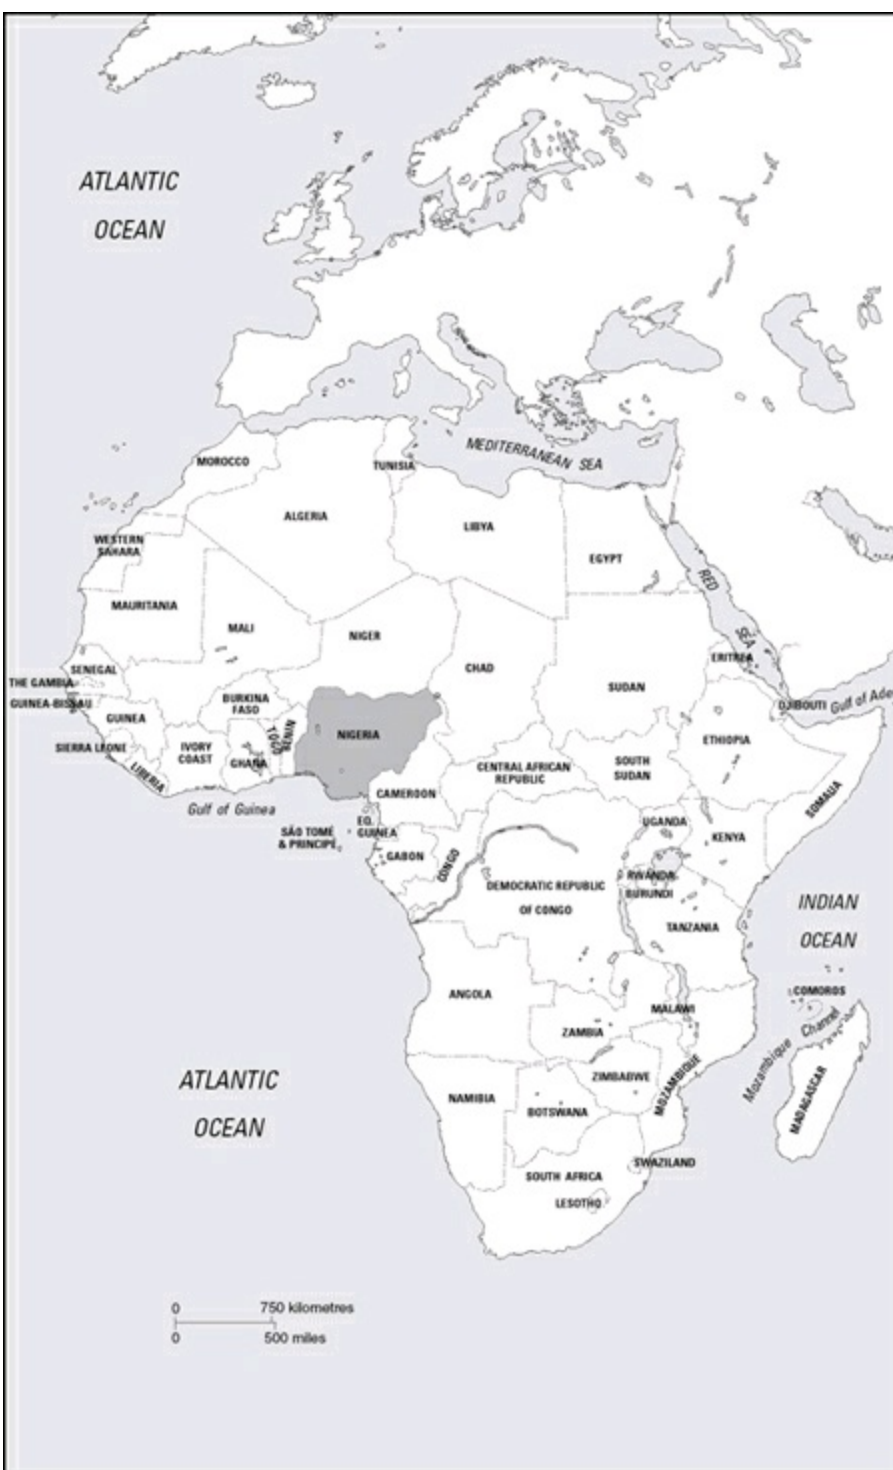 ATLANTIC
OCEAN
MEDITERRANEAN SEA
MOROCCO
TUNISIA
ALGERIA
LIBYA
EGYPT
WESTERN
SAHARA
RED
SEA
MAURITANIA
MALI
NIGER
CHAD
SUDAN
ERITREA
SENEGAL
THE GAMBIA
GUINEA-BISSAU
GUINEA
BURKINA
FASO
BENIN
TOGO
NIGERIA
DJIBOUTI
Gulf of Ade
ETHIOPIA
SIERRA LEONE
IVORY
COAST
GHANA
LIBERIA
CENTRAL AFRICAN
REPUBLIC
SOUTH
SUDAN
SOMALIA
CAMEROON
Gulf of Guinea
EQ.
GUINEA
SÃO TOMÉ
& PRINCIPE
GABON
CONGO
UGANDA
KENYA
RWANDA
BURUNDI
DEMOCRATIC REPUBLIC
OF CONGO
TANZANIA
INDIAN
OCEAN
COMOROS
ANGOLA
MALAWI
ZAMBIA
Mozambique Channel
MADAGASCAR
ATLANTIC
OCEAN
ZIMBABWE
MOZAMBIQUE
NAMIBIA
BOTSWANA
SWAZILAND
SOUTH AFRICA
LESOTHO
0 750 kilometres
0 500 miles